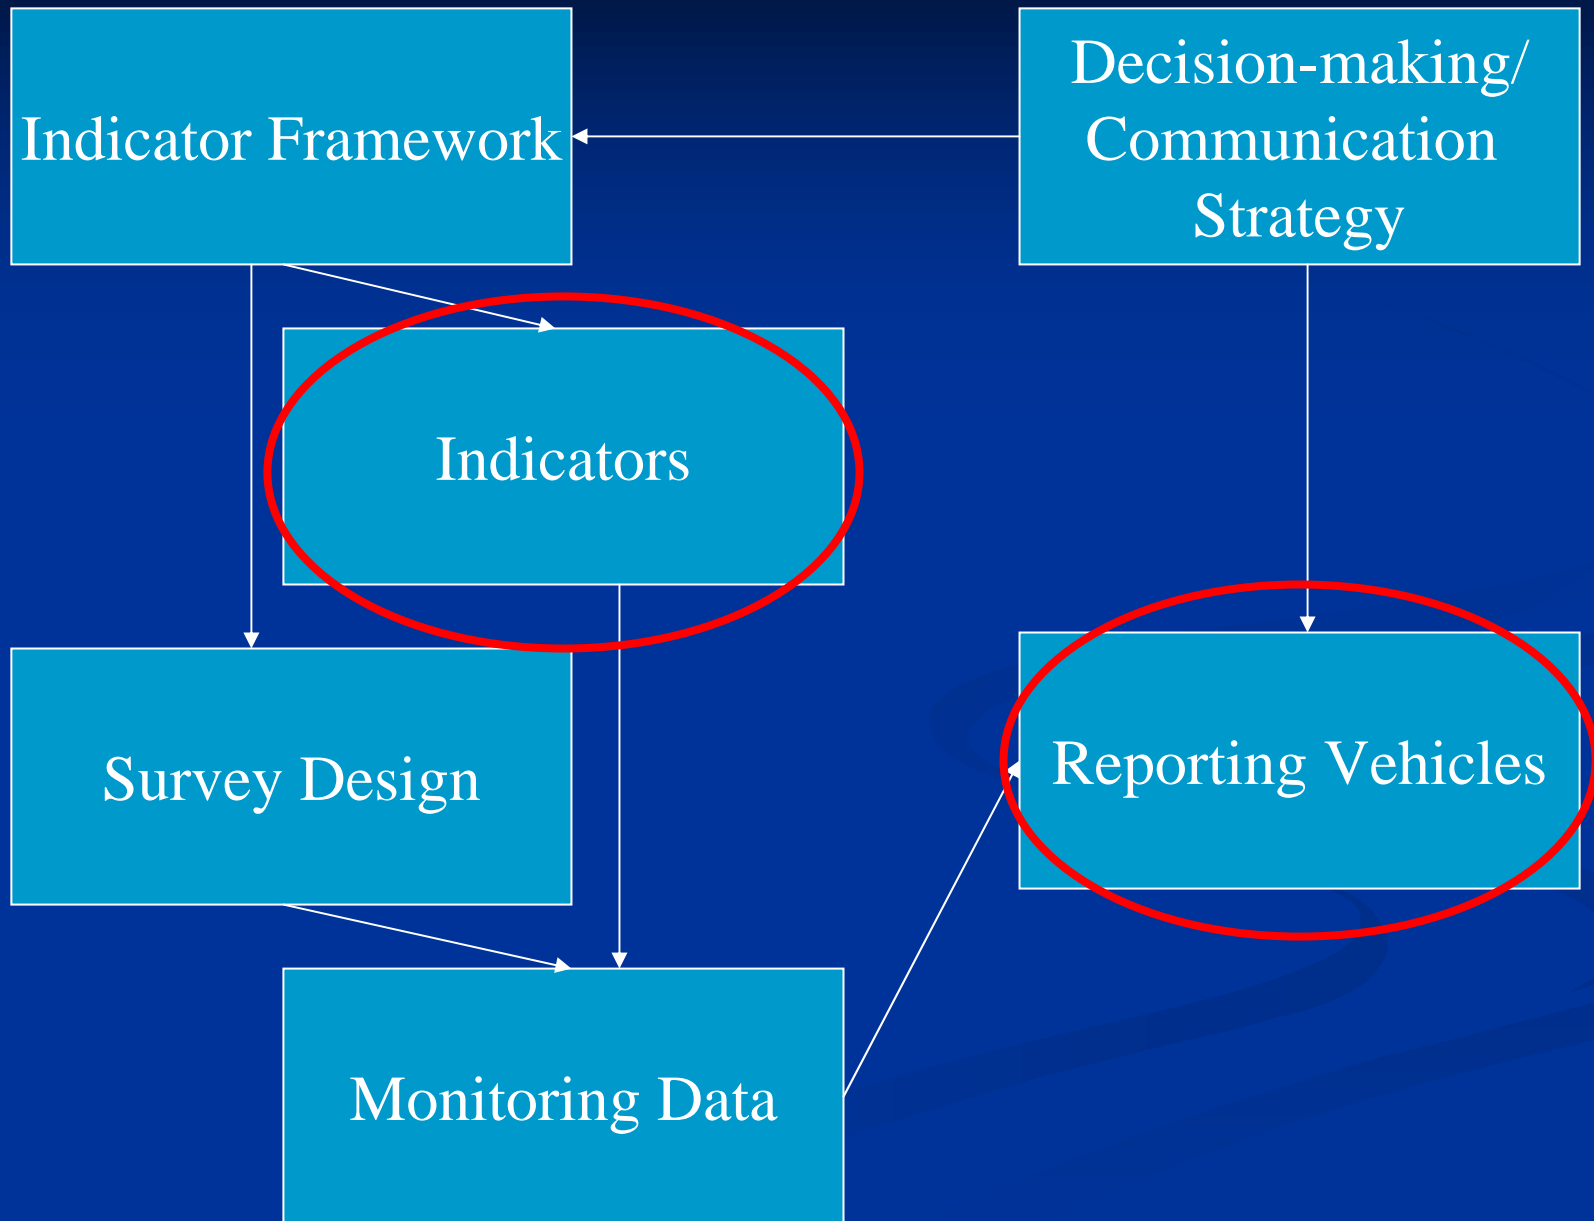 Indicator Framework
Decision-making/
Communication
Strategy
Indicators
Survey Design
Reporting Vehicles
Monitoring Data